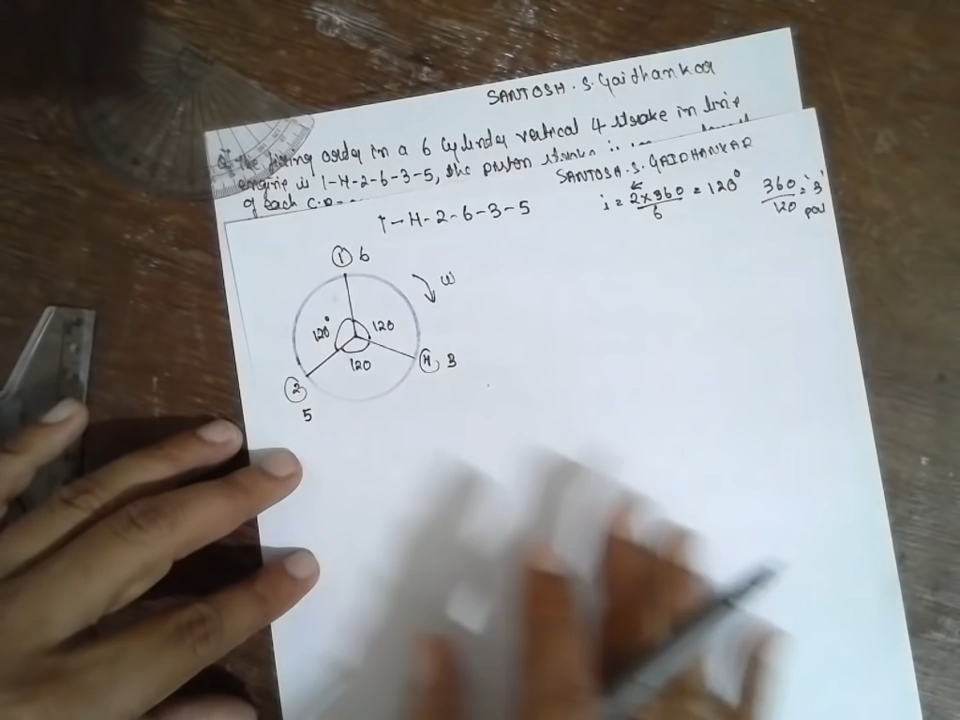 SANTOSH. S. Gaidhankar
Q. The firing order in a 6 Cylinder vertical 4 stroke in line
engine is 1-4-2-6-3-5, the piston stroke is
of each C.R
SANTOSH. S. GAIDHANKAR
1-4-2-6-3-5
i = 2×360/6 = 120°
360/120 = '3'
1 6
ω
120° 120
120
4 3
2
5